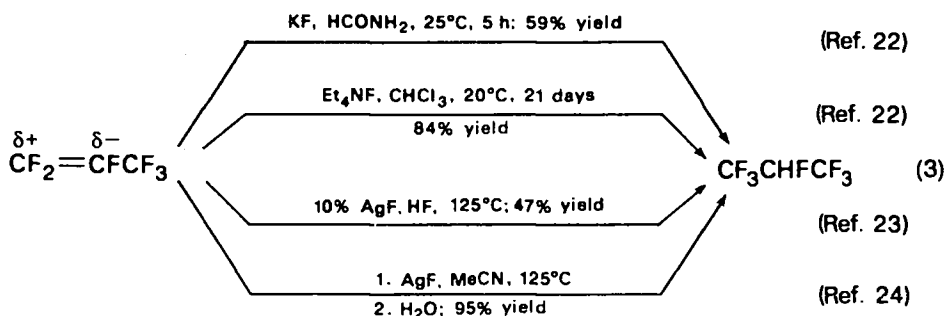 KF, HCONH₂, 25°C, 5 h: 59% yield
(Ref. 22)
Et₄NF, CHCl₃, 20°C, 21 days
84% yield
(Ref. 22)
δ+ δ−
CF₂=CFCF₃
CF₃CHFCF₃ (3)
10% AgF, HF, 125°C; 47% yield
(Ref. 23)
1. AgF, MeCN, 125°C
2. H₂O; 95% yield
(Ref. 24)